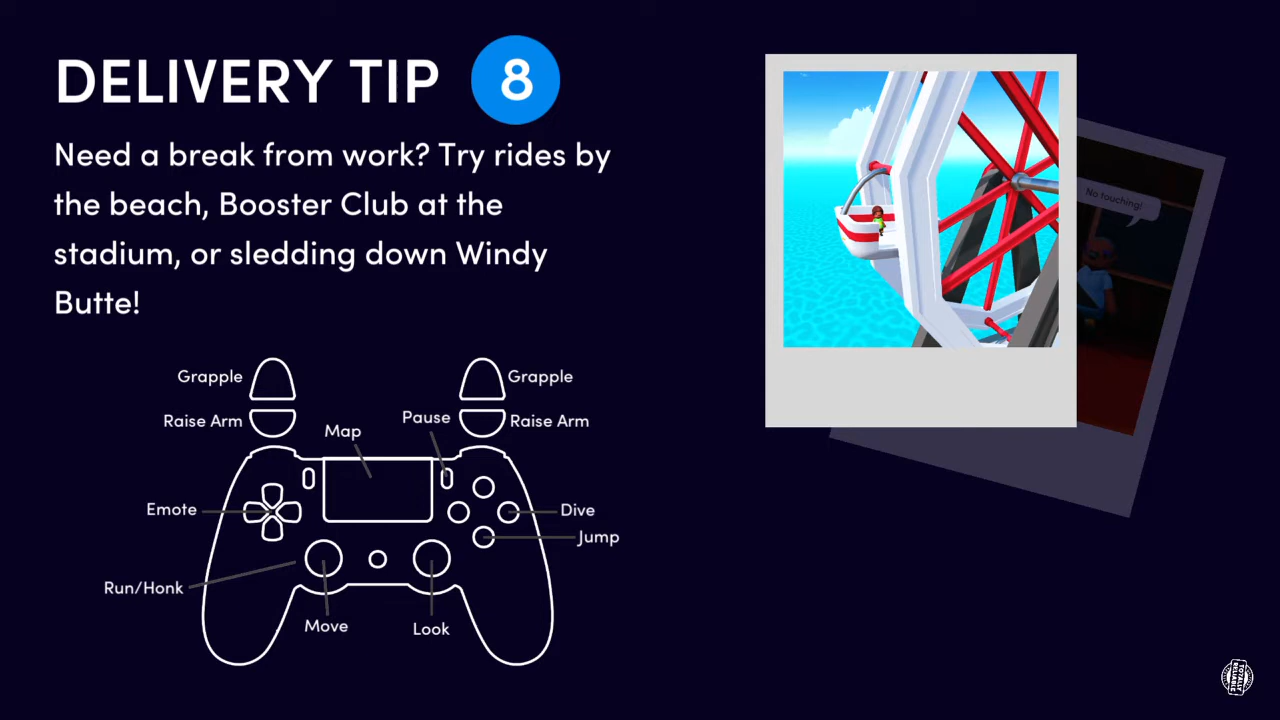 DELIVERY TIP 8
Need a break from work? Try rides by
the beach, Booster Club at the
stadium, or sledding down Windy
Butte!
No touching!
Grapple
Grapple
Raise Arm
Map
Pause
Raise Arm
Emote
Dive
Jump
Run/Honk
Move
Look
TOTALLY
RELIABLE